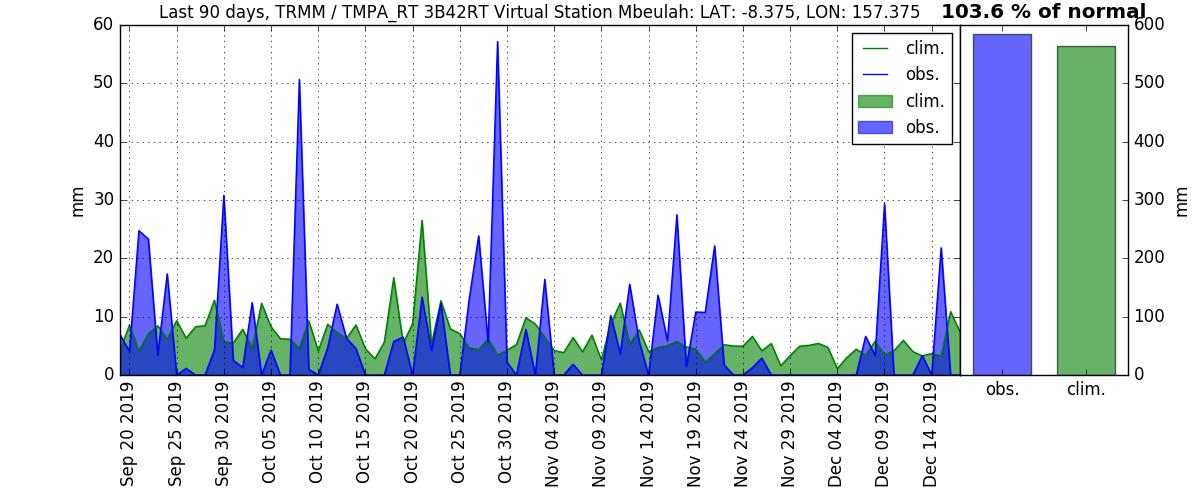 Last 90 days, TRMM / TMPA_RT 3B42RT Virtual Station Mbeulah: LAT: -8.375, LON: 157.375
103.6 % of normal
60
50
40
30
20
10
0
mm
clim.
obs.
clim.
obs.
600
500
400
300
200
100
0
mm
Sep 20 2019
Sep 25 2019
Sep 30 2019
Oct 05 2019
Oct 10 2019
Oct 15 2019
Oct 20 2019
Oct 25 2019
Oct 30 2019
Nov 04 2019
Nov 09 2019
Nov 14 2019
Nov 19 2019
Nov 24 2019
Nov 29 2019
Dec 04 2019
Dec 09 2019
Dec 14 2019
obs.
clim.